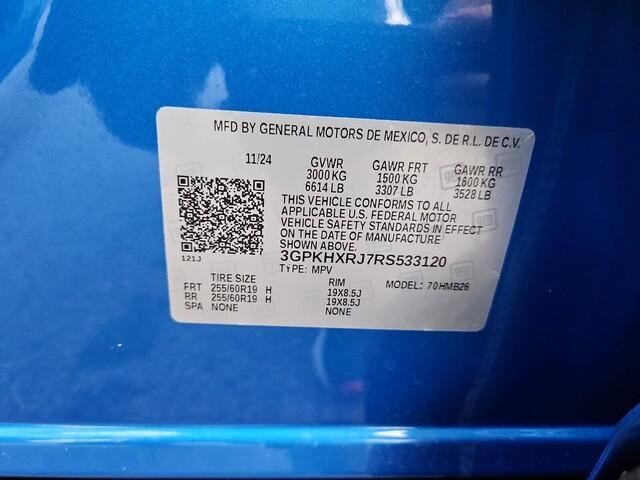 MFD BY GENERAL MOTORS DE MEXICO, S. DE R.L. DE C.V.
11/24 GVWR GAWR FRT GAWR RR
3000 KG 1500 KG 1600 KG
6614 LB 3307 LB 3528 LB
THIS VEHICLE CONFORMS TO ALL
APPLICABLE U.S. FEDERAL MOTOR
VEHICLE SAFETY STANDARDS IN EFFECT
ON THE DATE OF MANUFACTURE
SHOWN ABOVE.
121J 3GPKHXRJ7RS533120
TYPE: MPV
TIRE SIZE RIM MODEL: 70HMB26
FRT 255/60R19 H 19X8.5J
RR 255/60R19 H 19X8.5J
SPA NONE NONE